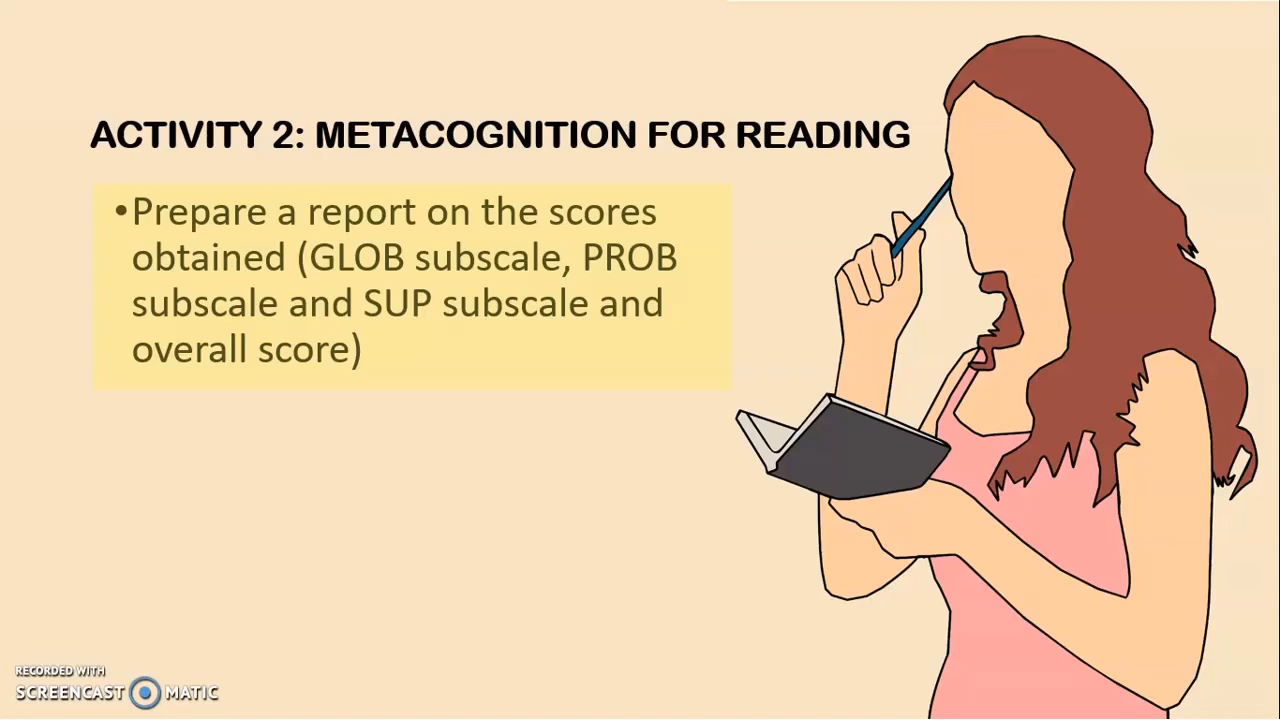 ACTIVITY 2: METACOGNITION FOR READING
•Prepare a report on the scores
obtained (GLOB subscale, PROB
subscale and SUP subscale and
overall score)
RECORDED WITH
SCREENCAST MATIC